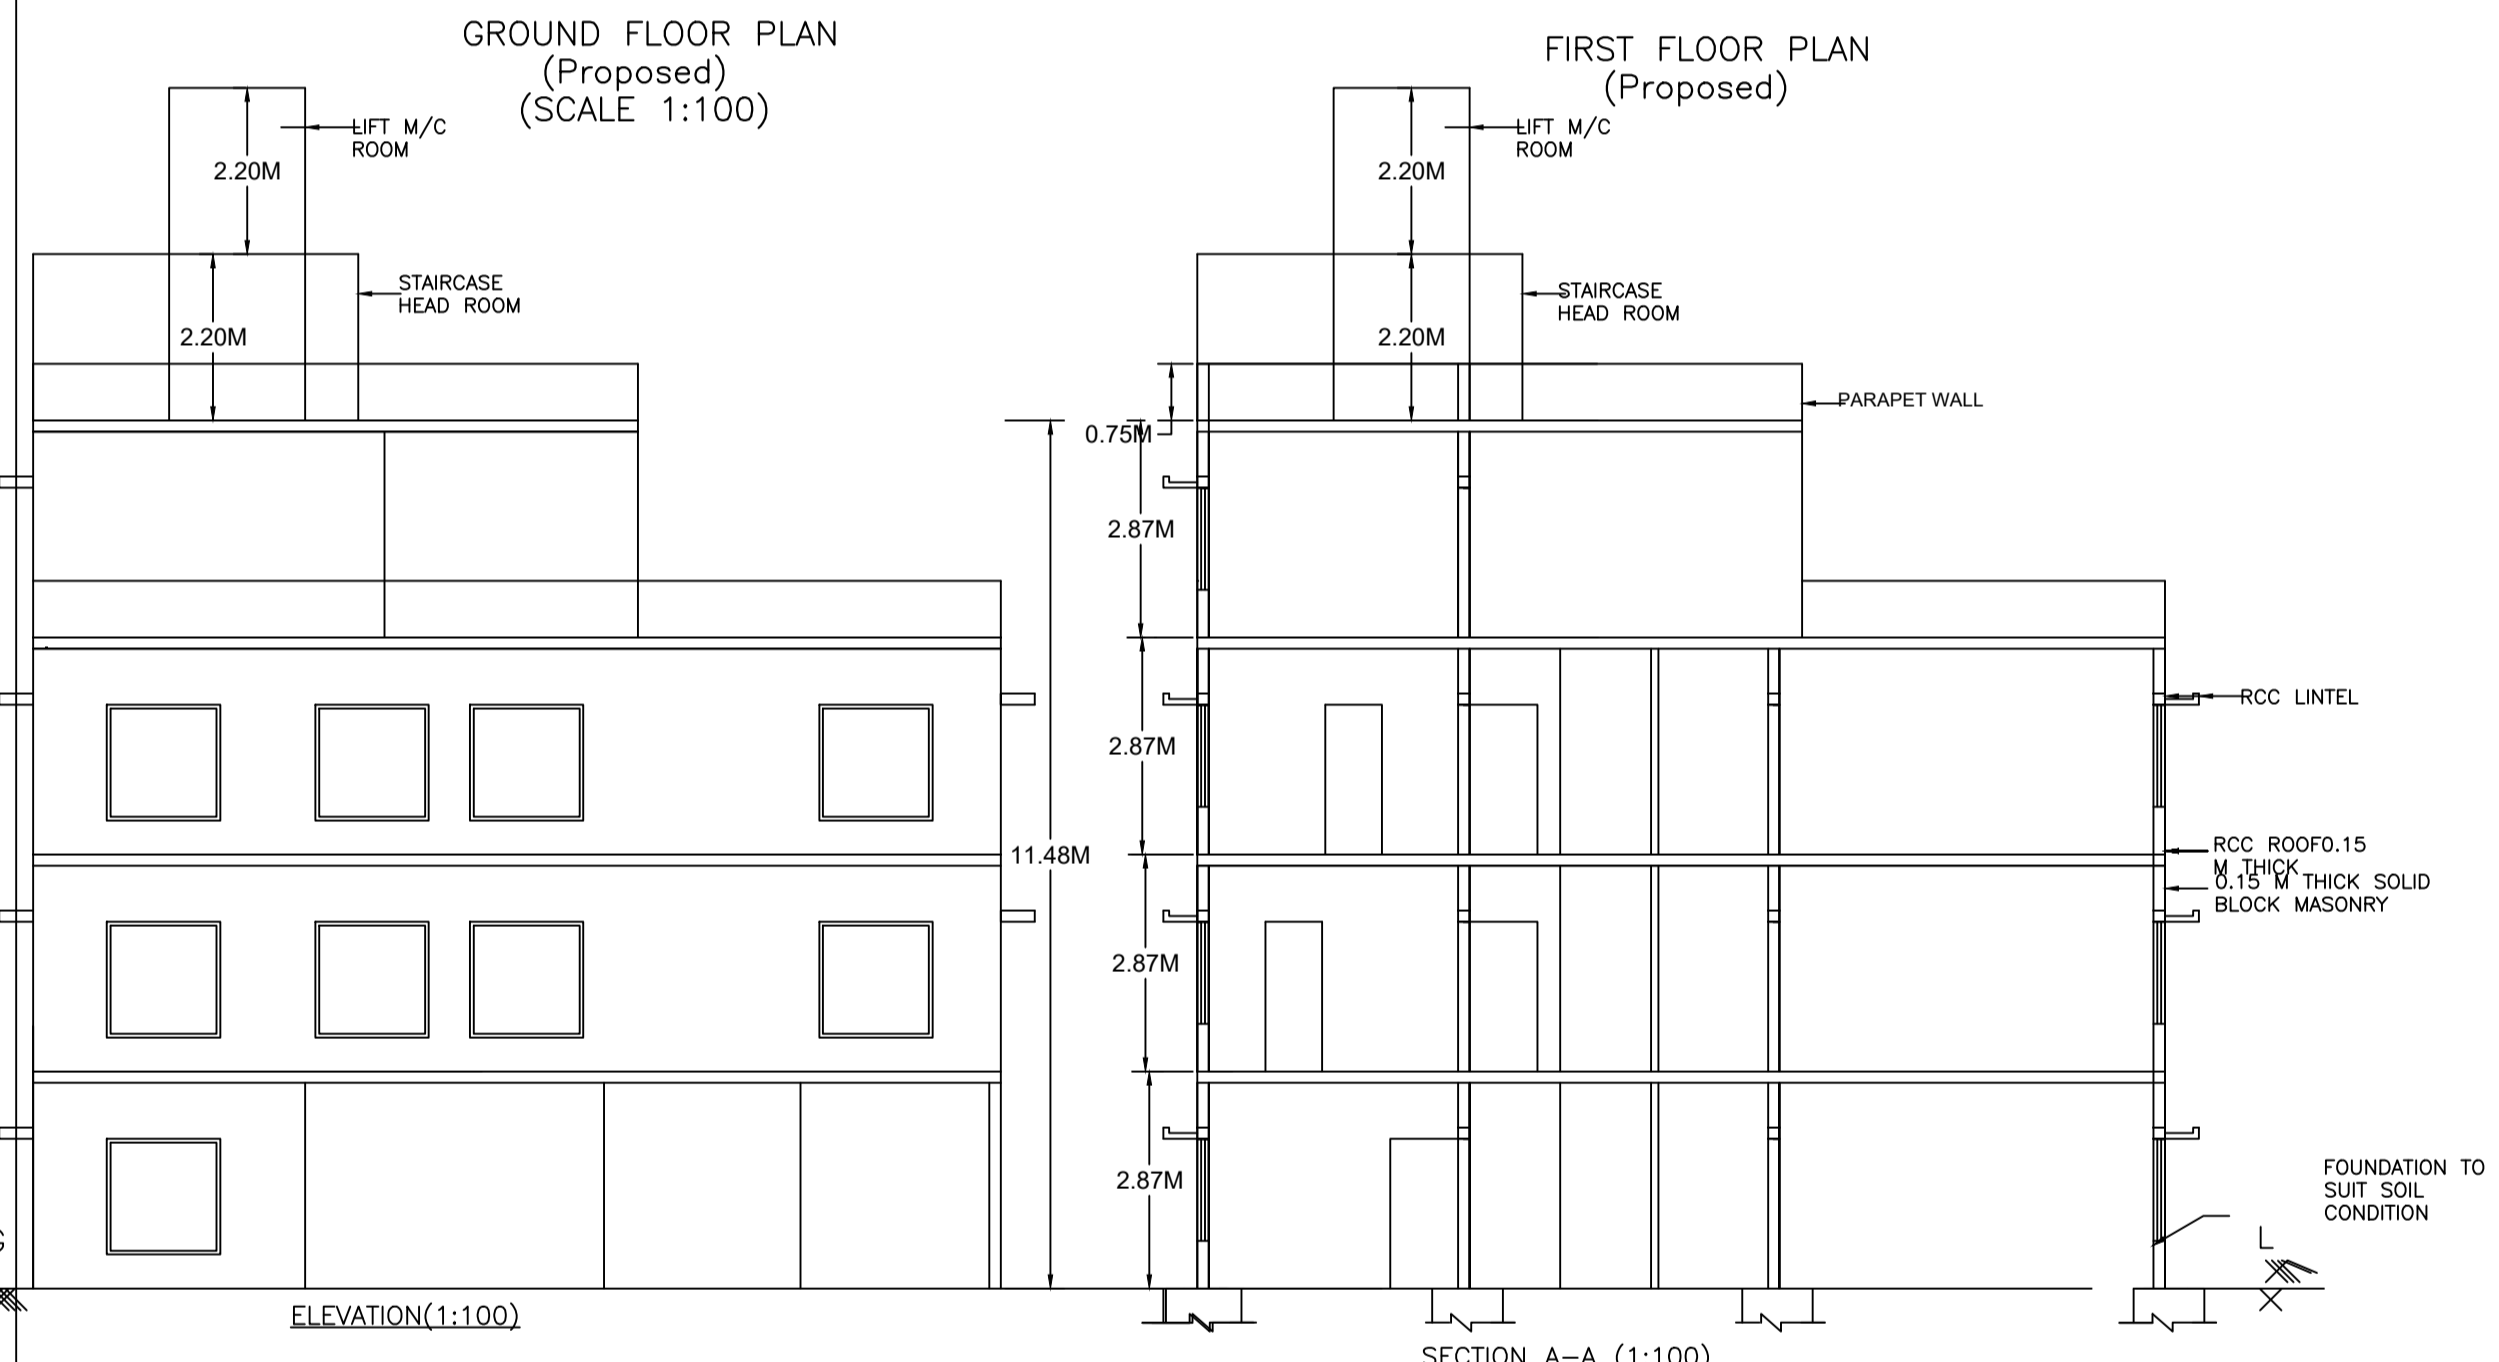 GROUND FLOOR PLAN
(Proposed)
(SCALE 1:100)
FIRST FLOOR PLAN
(Proposed)
LIFT M/C
ROOM
2.20M
STAIRCASE
HEAD ROOM
2.20M
ELEVATION(1:100)
LIFT M/C
ROOM
2.20M
STAIRCASE
HEAD ROOM
2.20M
PARAPET WALL
0.75M
2.87M
2.87M
11.48M
2.87M
2.87M
RCC LINTEL
RCC ROOF0.15
M THICK
0.15 M THICK SOLID
BLOCK MASONRY
FOUNDATION TO
SUIT SOIL
CONDITION
L
SECTION A-A (1:100)